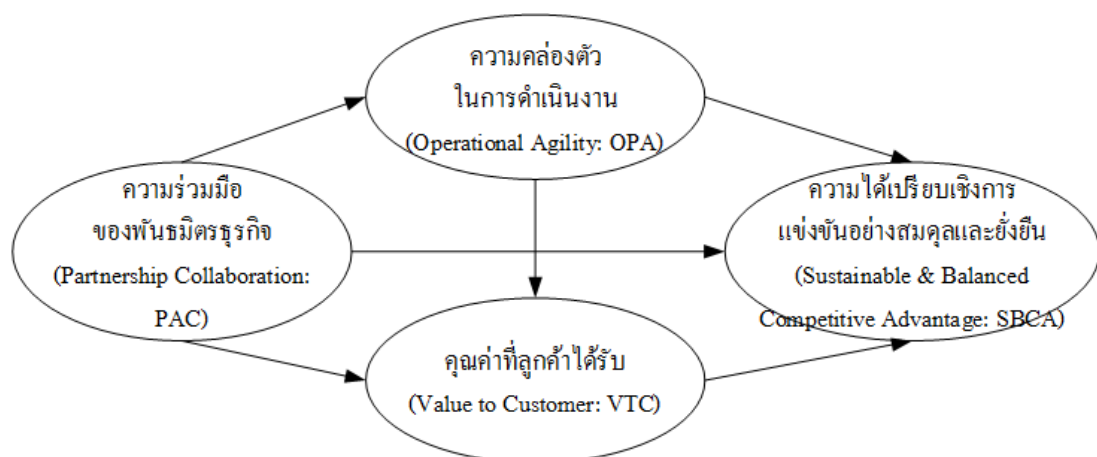 ความคล่องตัว
ในการดำเนินงาน
(Operational Agility: OPA)
ความร่วมมือ
ของพันธมิตรธุรกิจ
(Partnership Collaboration:
PAC)
ความได้เปรียบเชิงการ
แข่งขันอย่างสมดุลและยั่งยืน
(Sustainable & Balanced
Competitive Advantage: SBCA)
คุณค่าที่ลูกค้าได้รับ
(Value to Customer: VTC)